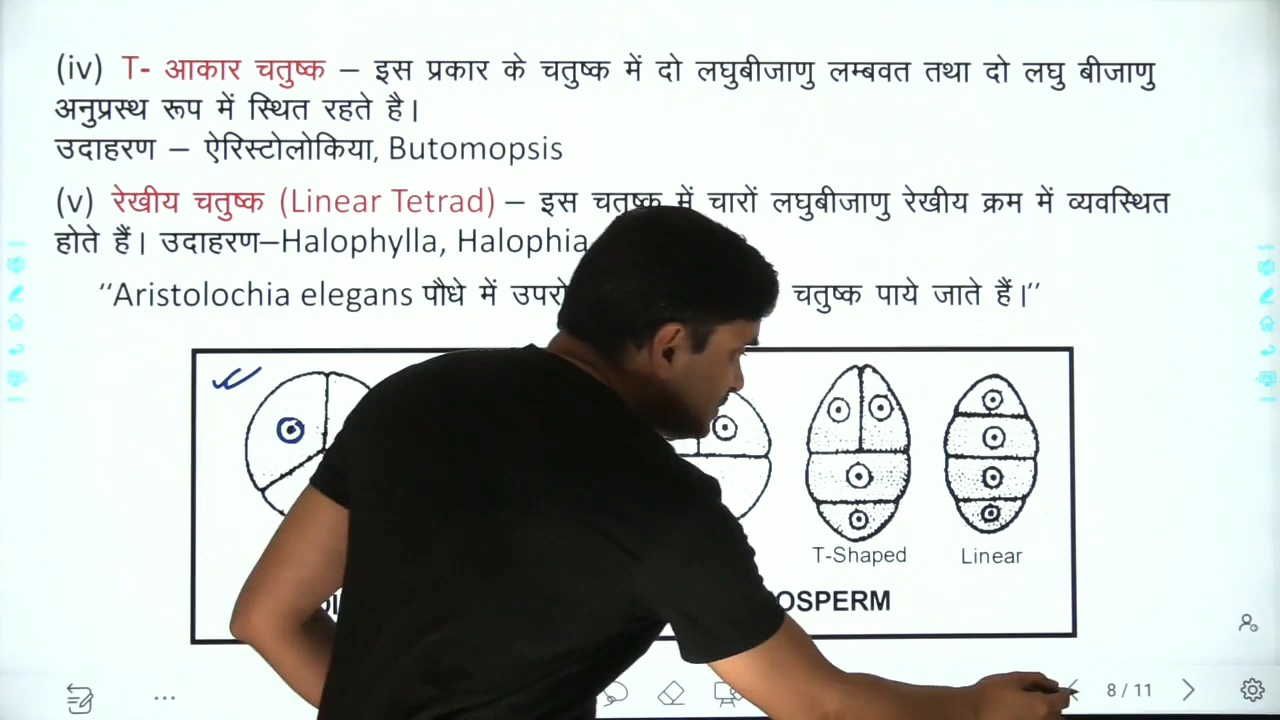 (iv) T- आकार चतुष्क – इस प्रकार के चतुष्क में दो लघुबीजाणु लम्बवत तथा दो लघु बीजाणु
अनुप्रस्थ रूप में स्थित रहते है।
उदाहरण – ऐरिस्टोलोकिया, Butomopsis
(v) रेखीय चतुष्क (Linear Tetrad) – इस चतुष्क में चारों लघुबीजाणु रेखीय क्रम में व्यवस्थित
होते हैं। उदाहरण–Halophylla, Halophia
‘‘Aristolochia elegans पौधे में चतुष्क पाये जाते हैं।’’
T-Shaped Linear
OSPERM
8 / 11